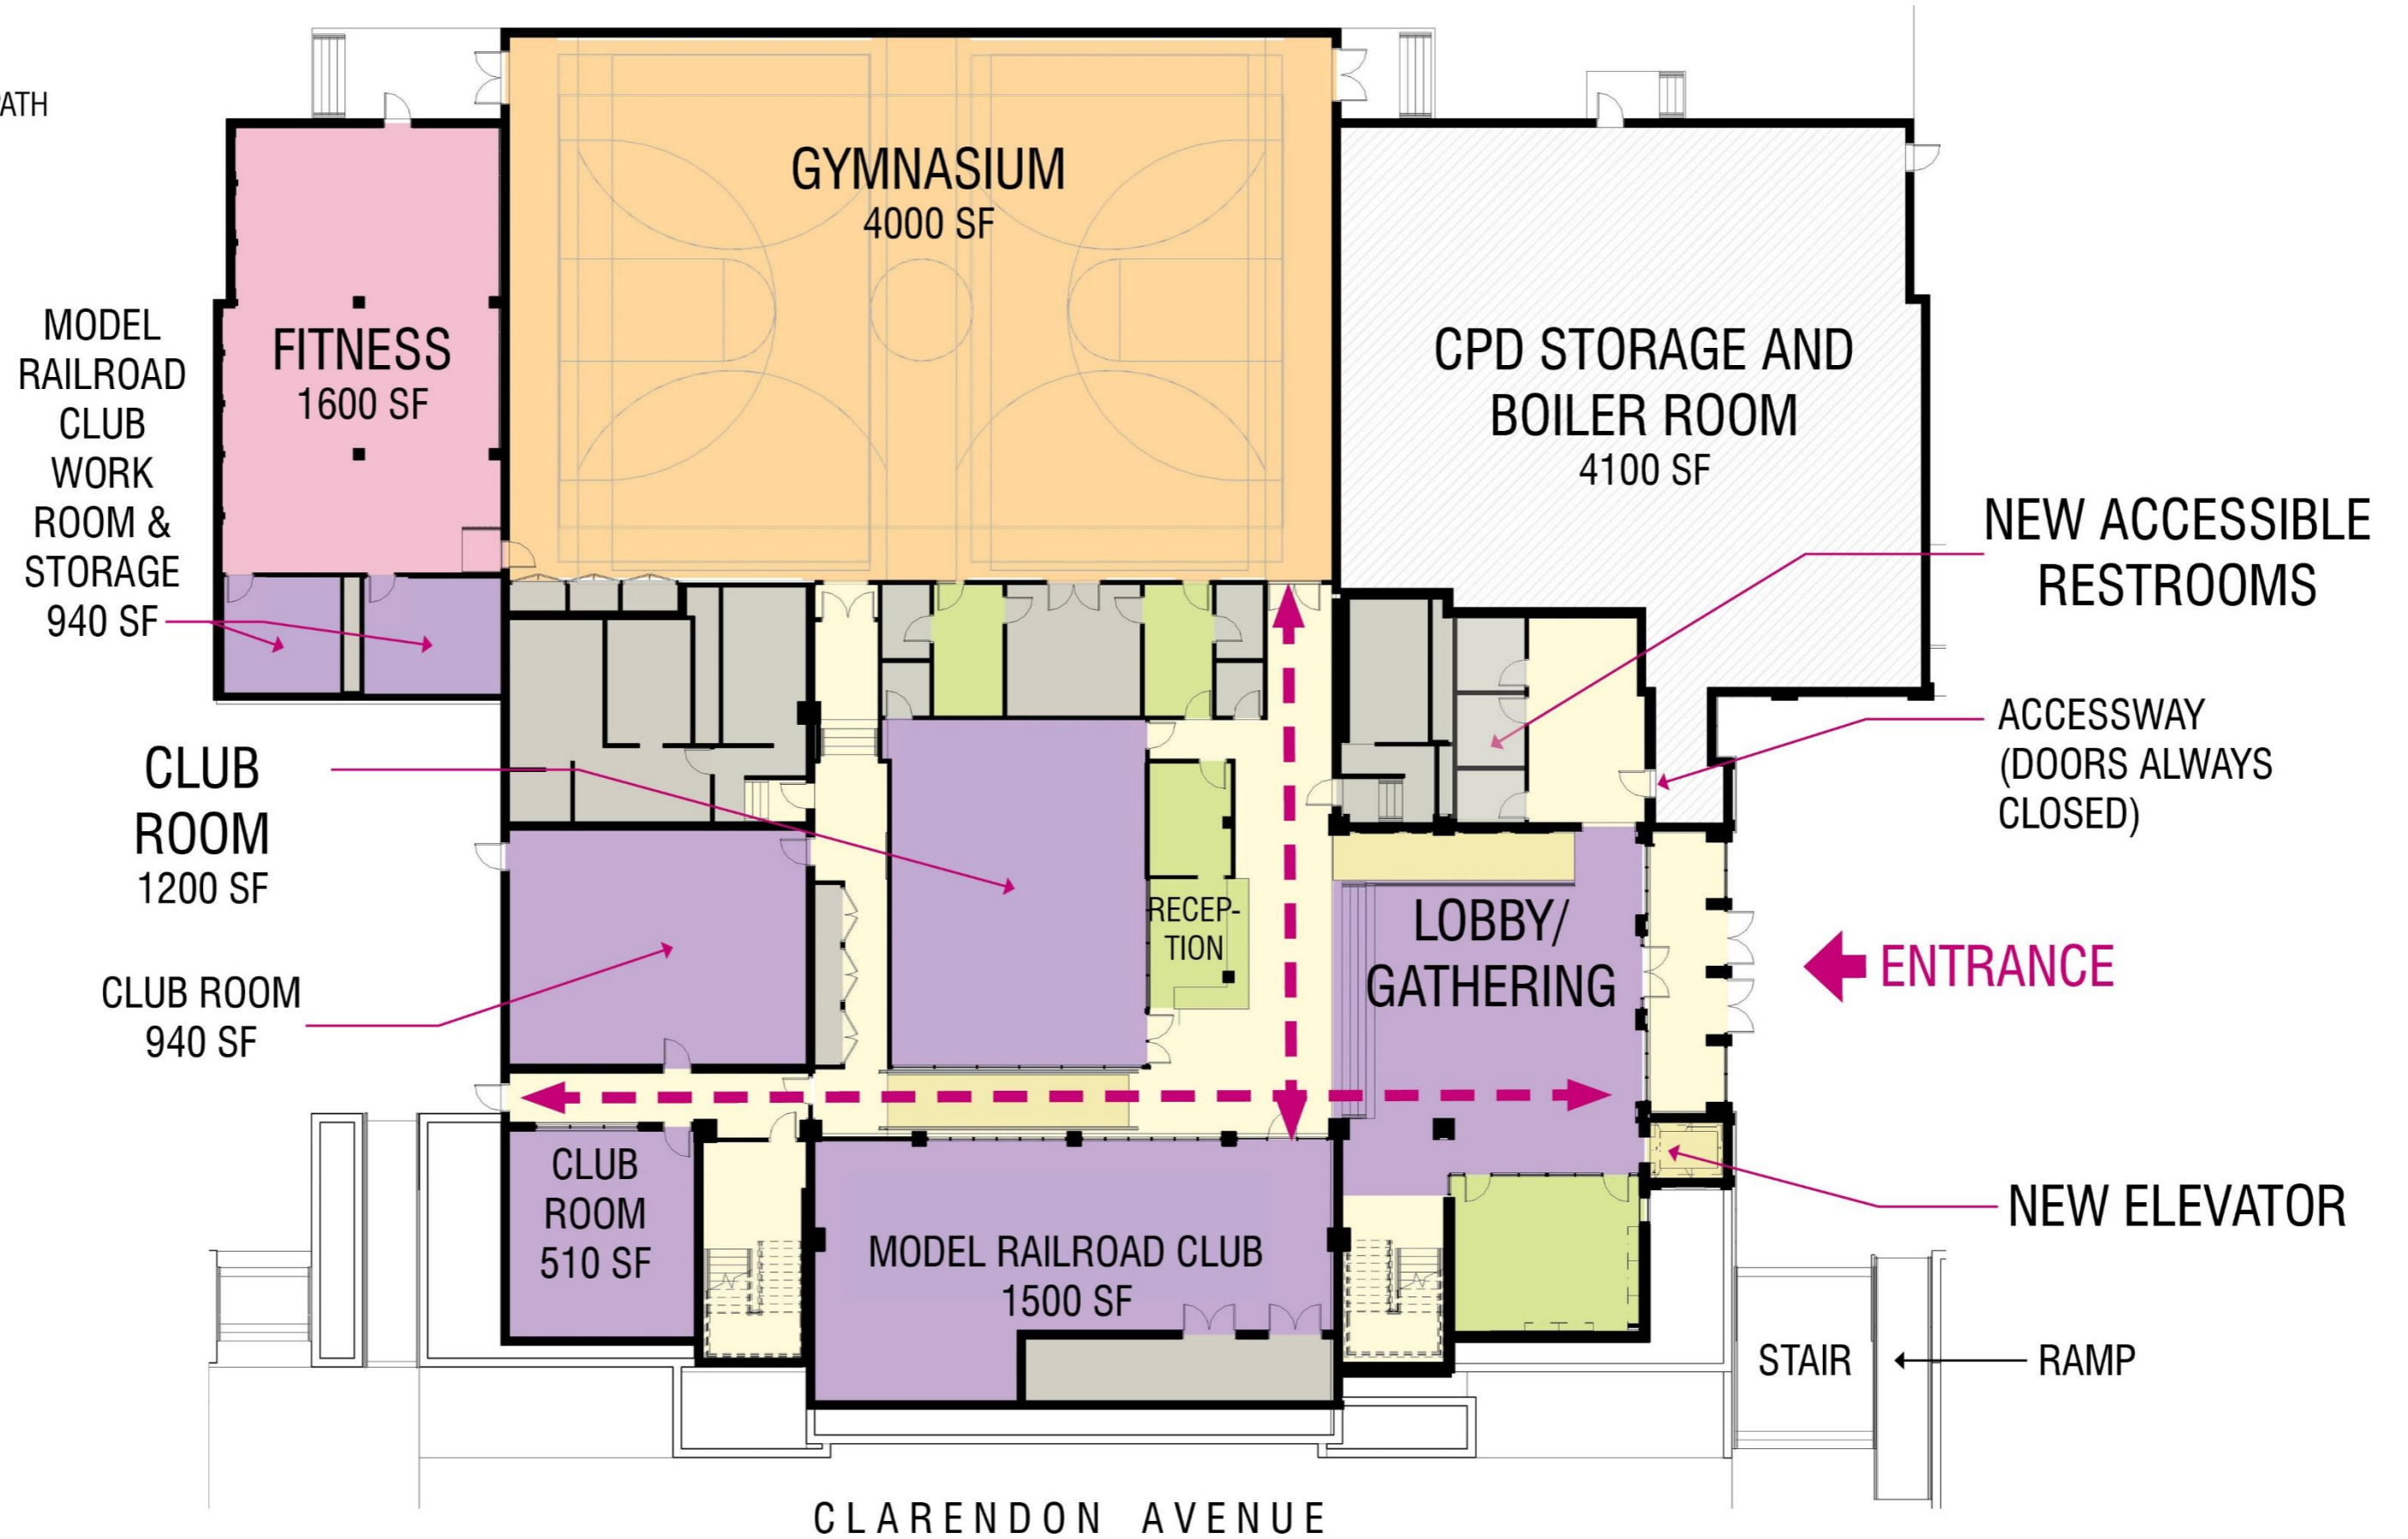 GYMNASIUM
4000 SF
MODEL
RAILROAD
CLUB
WORK
ROOM &
STORAGE
940 SF
FITNESS
1600 SF
CPD STORAGE AND
BOILER ROOM
4100 SF
NEW ACCESSIBLE
RESTROOMS
ACCESSWAY
(DOORS ALWAYS
CLOSED)
CLUB
ROOM
1200 SF
CLUB ROOM
940 SF
RECEP-
TION
LOBBY/
GATHERING
ENTRANCE
CLUB
ROOM
510 SF
MODEL RAILROAD CLUB
1500 SF
NEW ELEVATOR
STAIR
RAMP
CLARENDON AVENUE